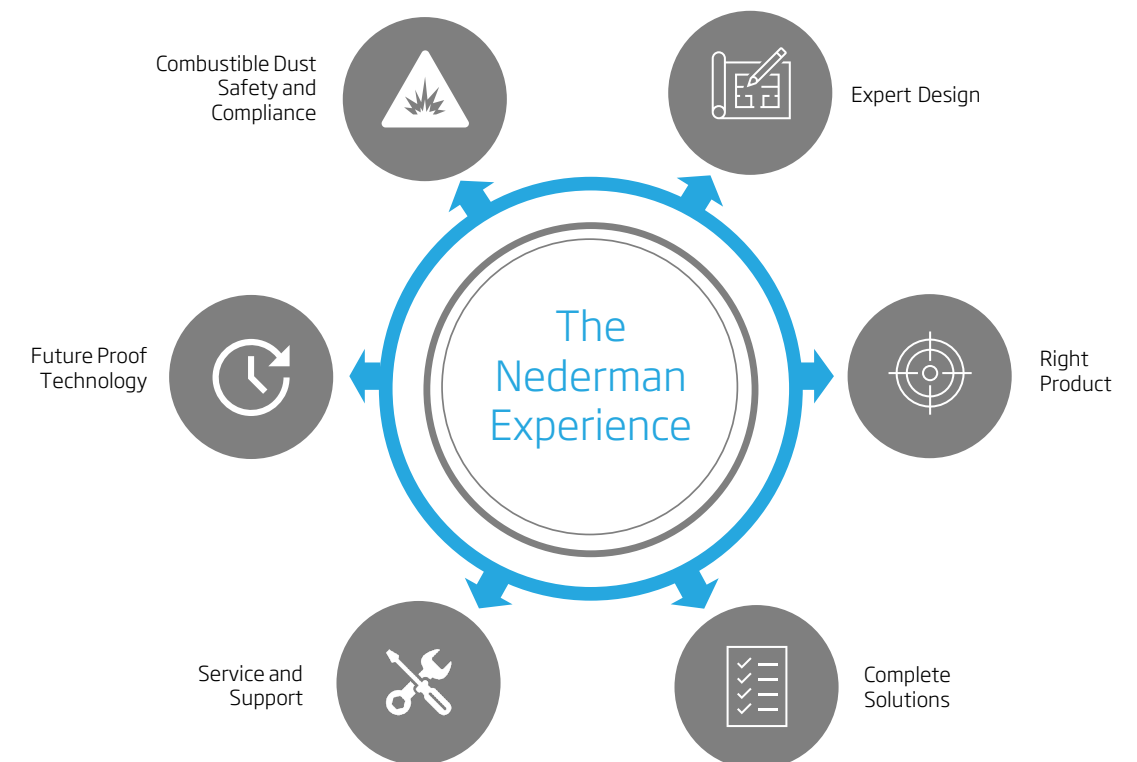 Combustible Dust
Safety and
Compliance
Expert Design
The
Nederman
Experience
Future Proof
Technology
Right
Product
Service and
Support
Complete
Solutions